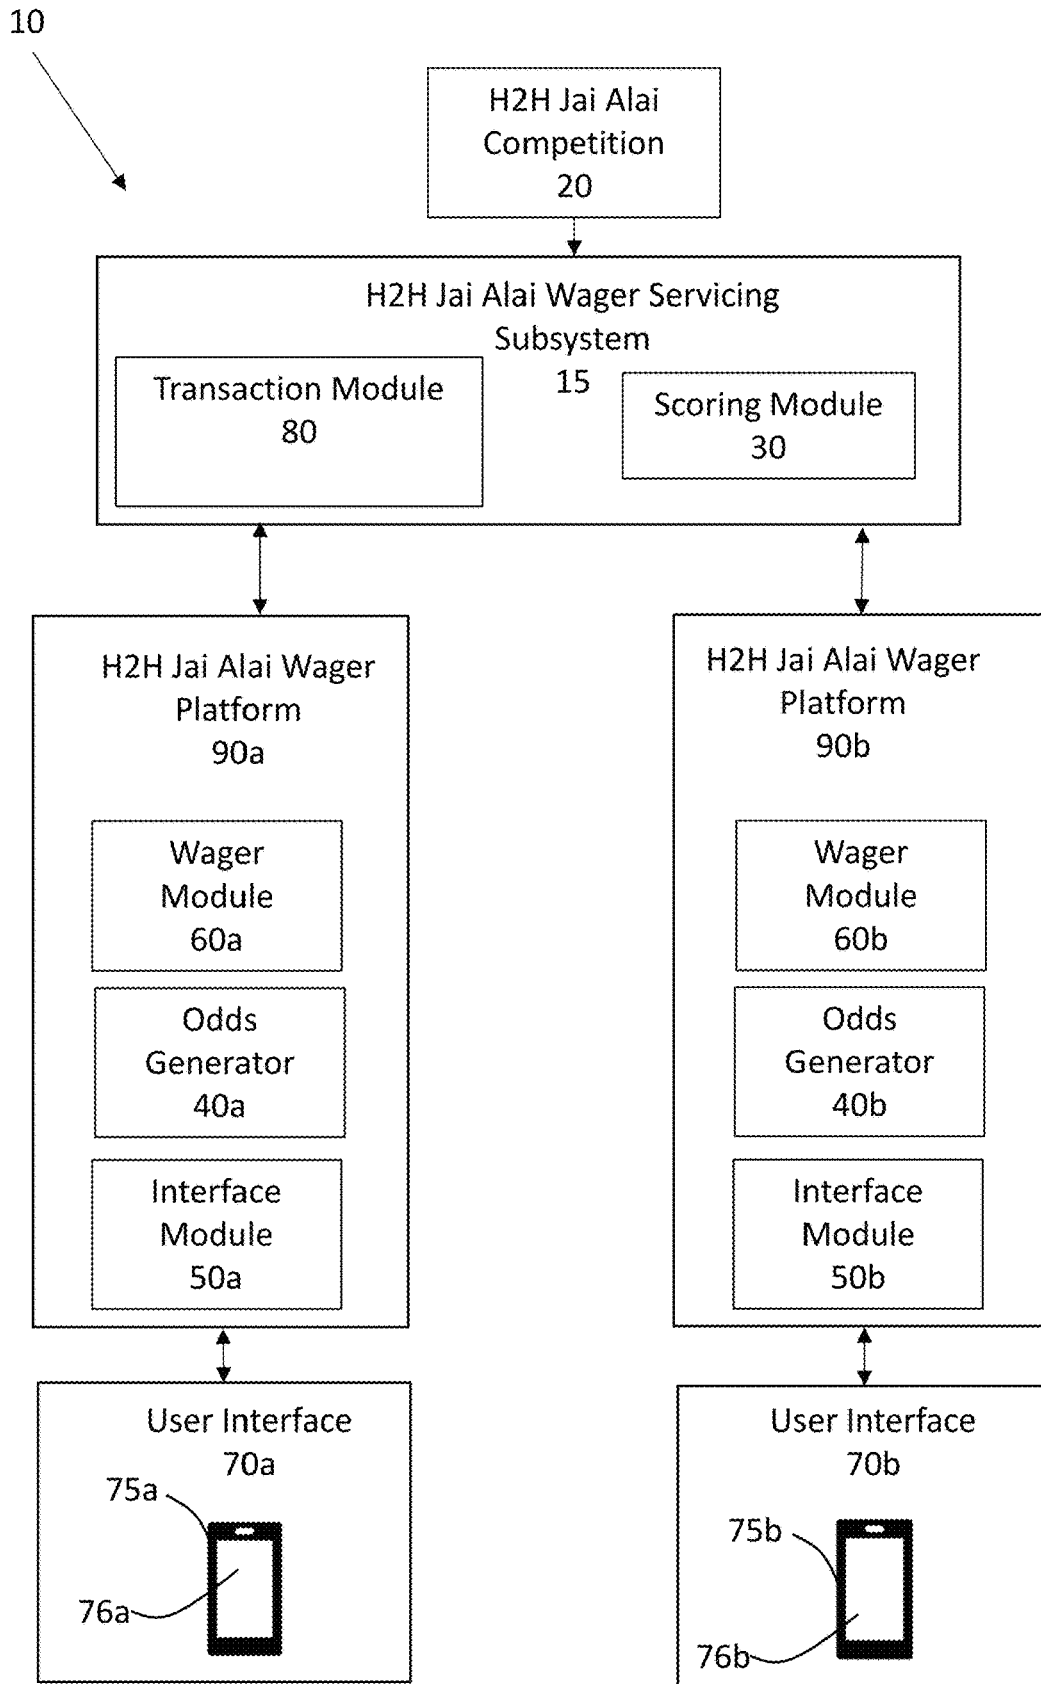 10
H2H Jai Alai
Competition
20
H2H Jai Alai Wager Servicing
Subsystem
15
Transaction Module
80
Scoring Module
30
H2H Jai Alai Wager
Platform
90a
Wager
Module
60a
Odds
Generator
40a
Interface
Module
50a
H2H Jai Alai Wager
Platform
90b
Wager
Module
60b
Odds
Generator
40b
Interface
Module
50b
User Interface
70a
75a
76a
User Interface
70b
75b
76b